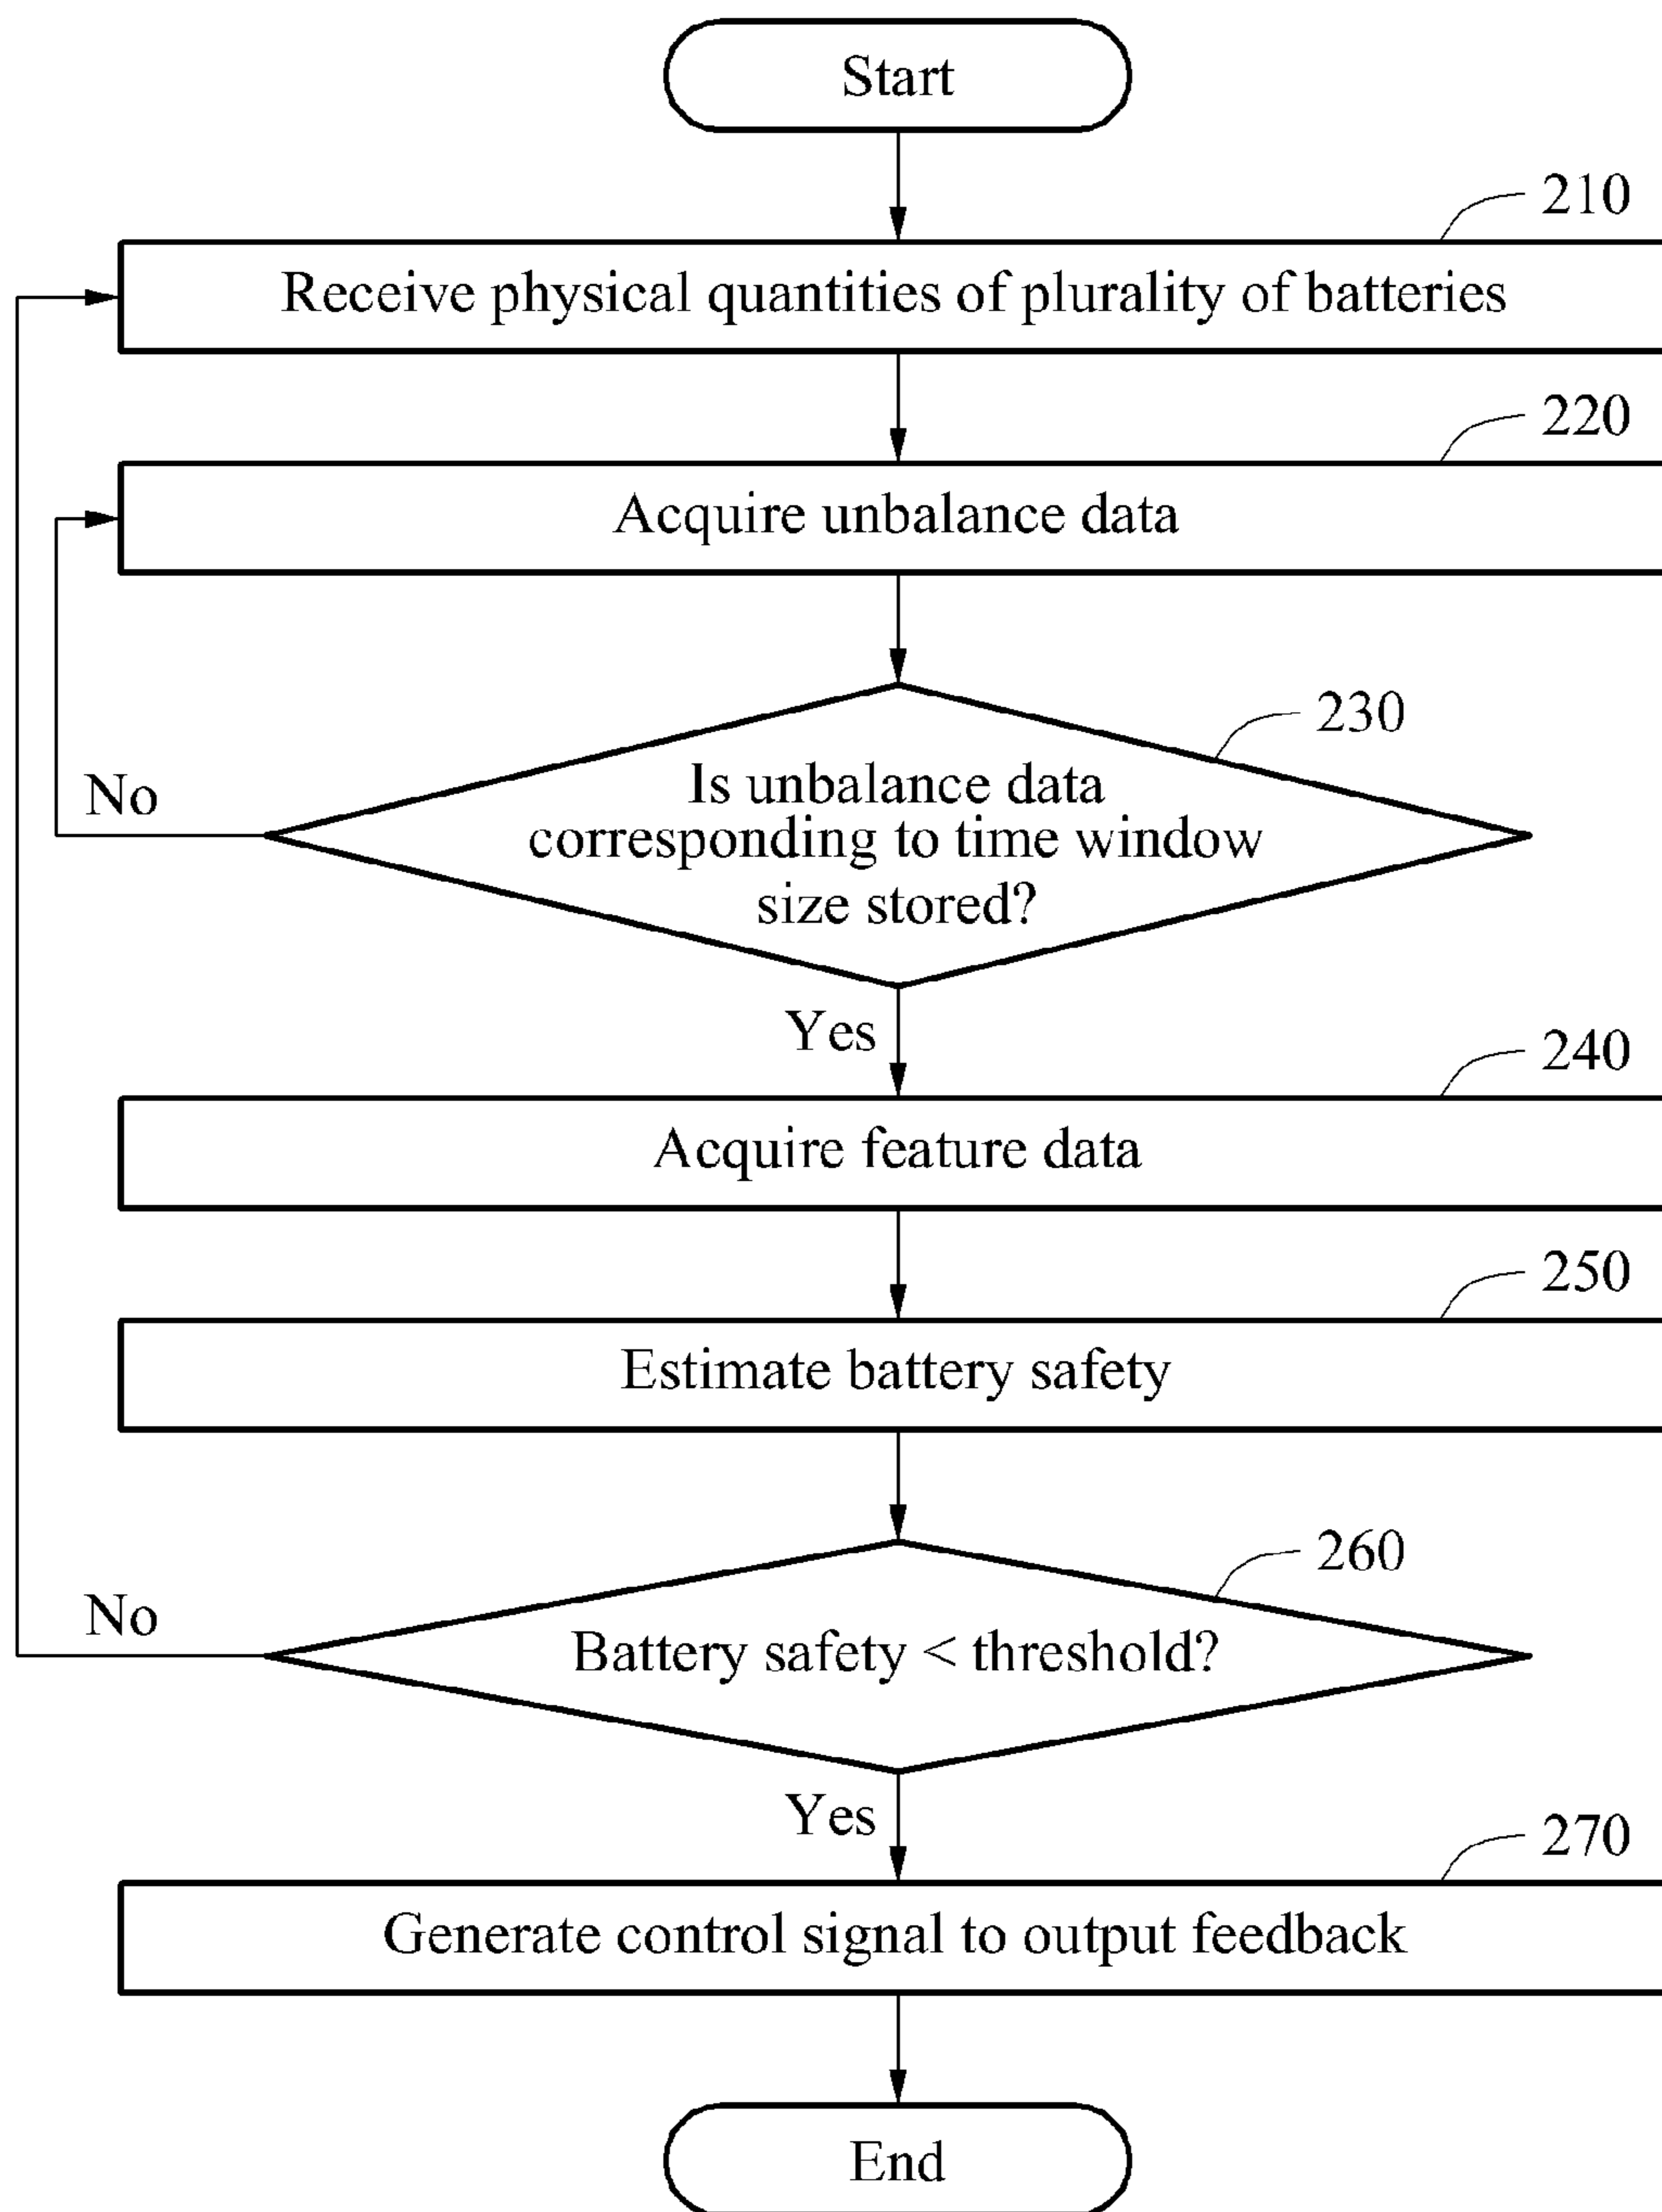 Start
210
Receive physical quantities of plurality of batteries
220
Acquire unbalance data
230
Is unbalance data
corresponding to time window
size stored?
No
Yes
240
Acquire feature data
250
Estimate battery safety
260
Battery safety < threshold?
No
Yes
270
Generate control signal to output feedback
End